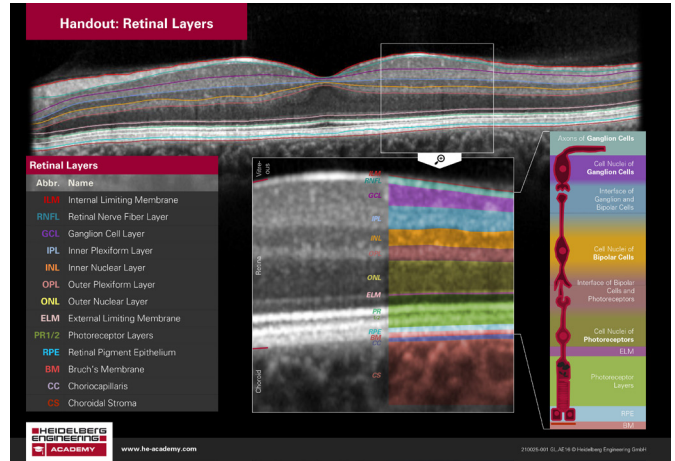 Handout: Retinal Layers
Retinal Layers
Abbr. Name
ILM Internal Limiting Membrane
RNFL Retinal Nerve Fiber Layer
GCL Ganglion Cell Layer
IPL Inner Plexiform Layer
INL Inner Nuclear Layer
OPL Outer Plexiform Layer
ONL Outer Nuclear Layer
ELM External Limiting Membrane
PR1/2 Photoreceptor Layers
RPE Retinal Pigment Epithelium
BM Bruch's Membrane
CC Choriocapillaris
CS Choroidal Stroma
Vitre-
ous
Retina
Choroid
ILM
RNFL
GCL
IPL
INL
ONL
ELM
PR
RPE
BM
CS
Axons of Ganglion Cells
Cell Nuclei of
Ganglion Cells
Interface of
Ganglion and
Bipolar Cells
Cell Nuclei of
Bipolar Cells
Interface of Bipolar
Cells and
Photoreceptors
Cell Nuclei of
Photoreceptors
ELM
Photoreceptor
Layers
RPE
BM
HEIDELBERG
ENGINEERING
ACADEMY
www.he-academy.com
210025-001 GL.AE16 © Heidelberg Engineering GmbH